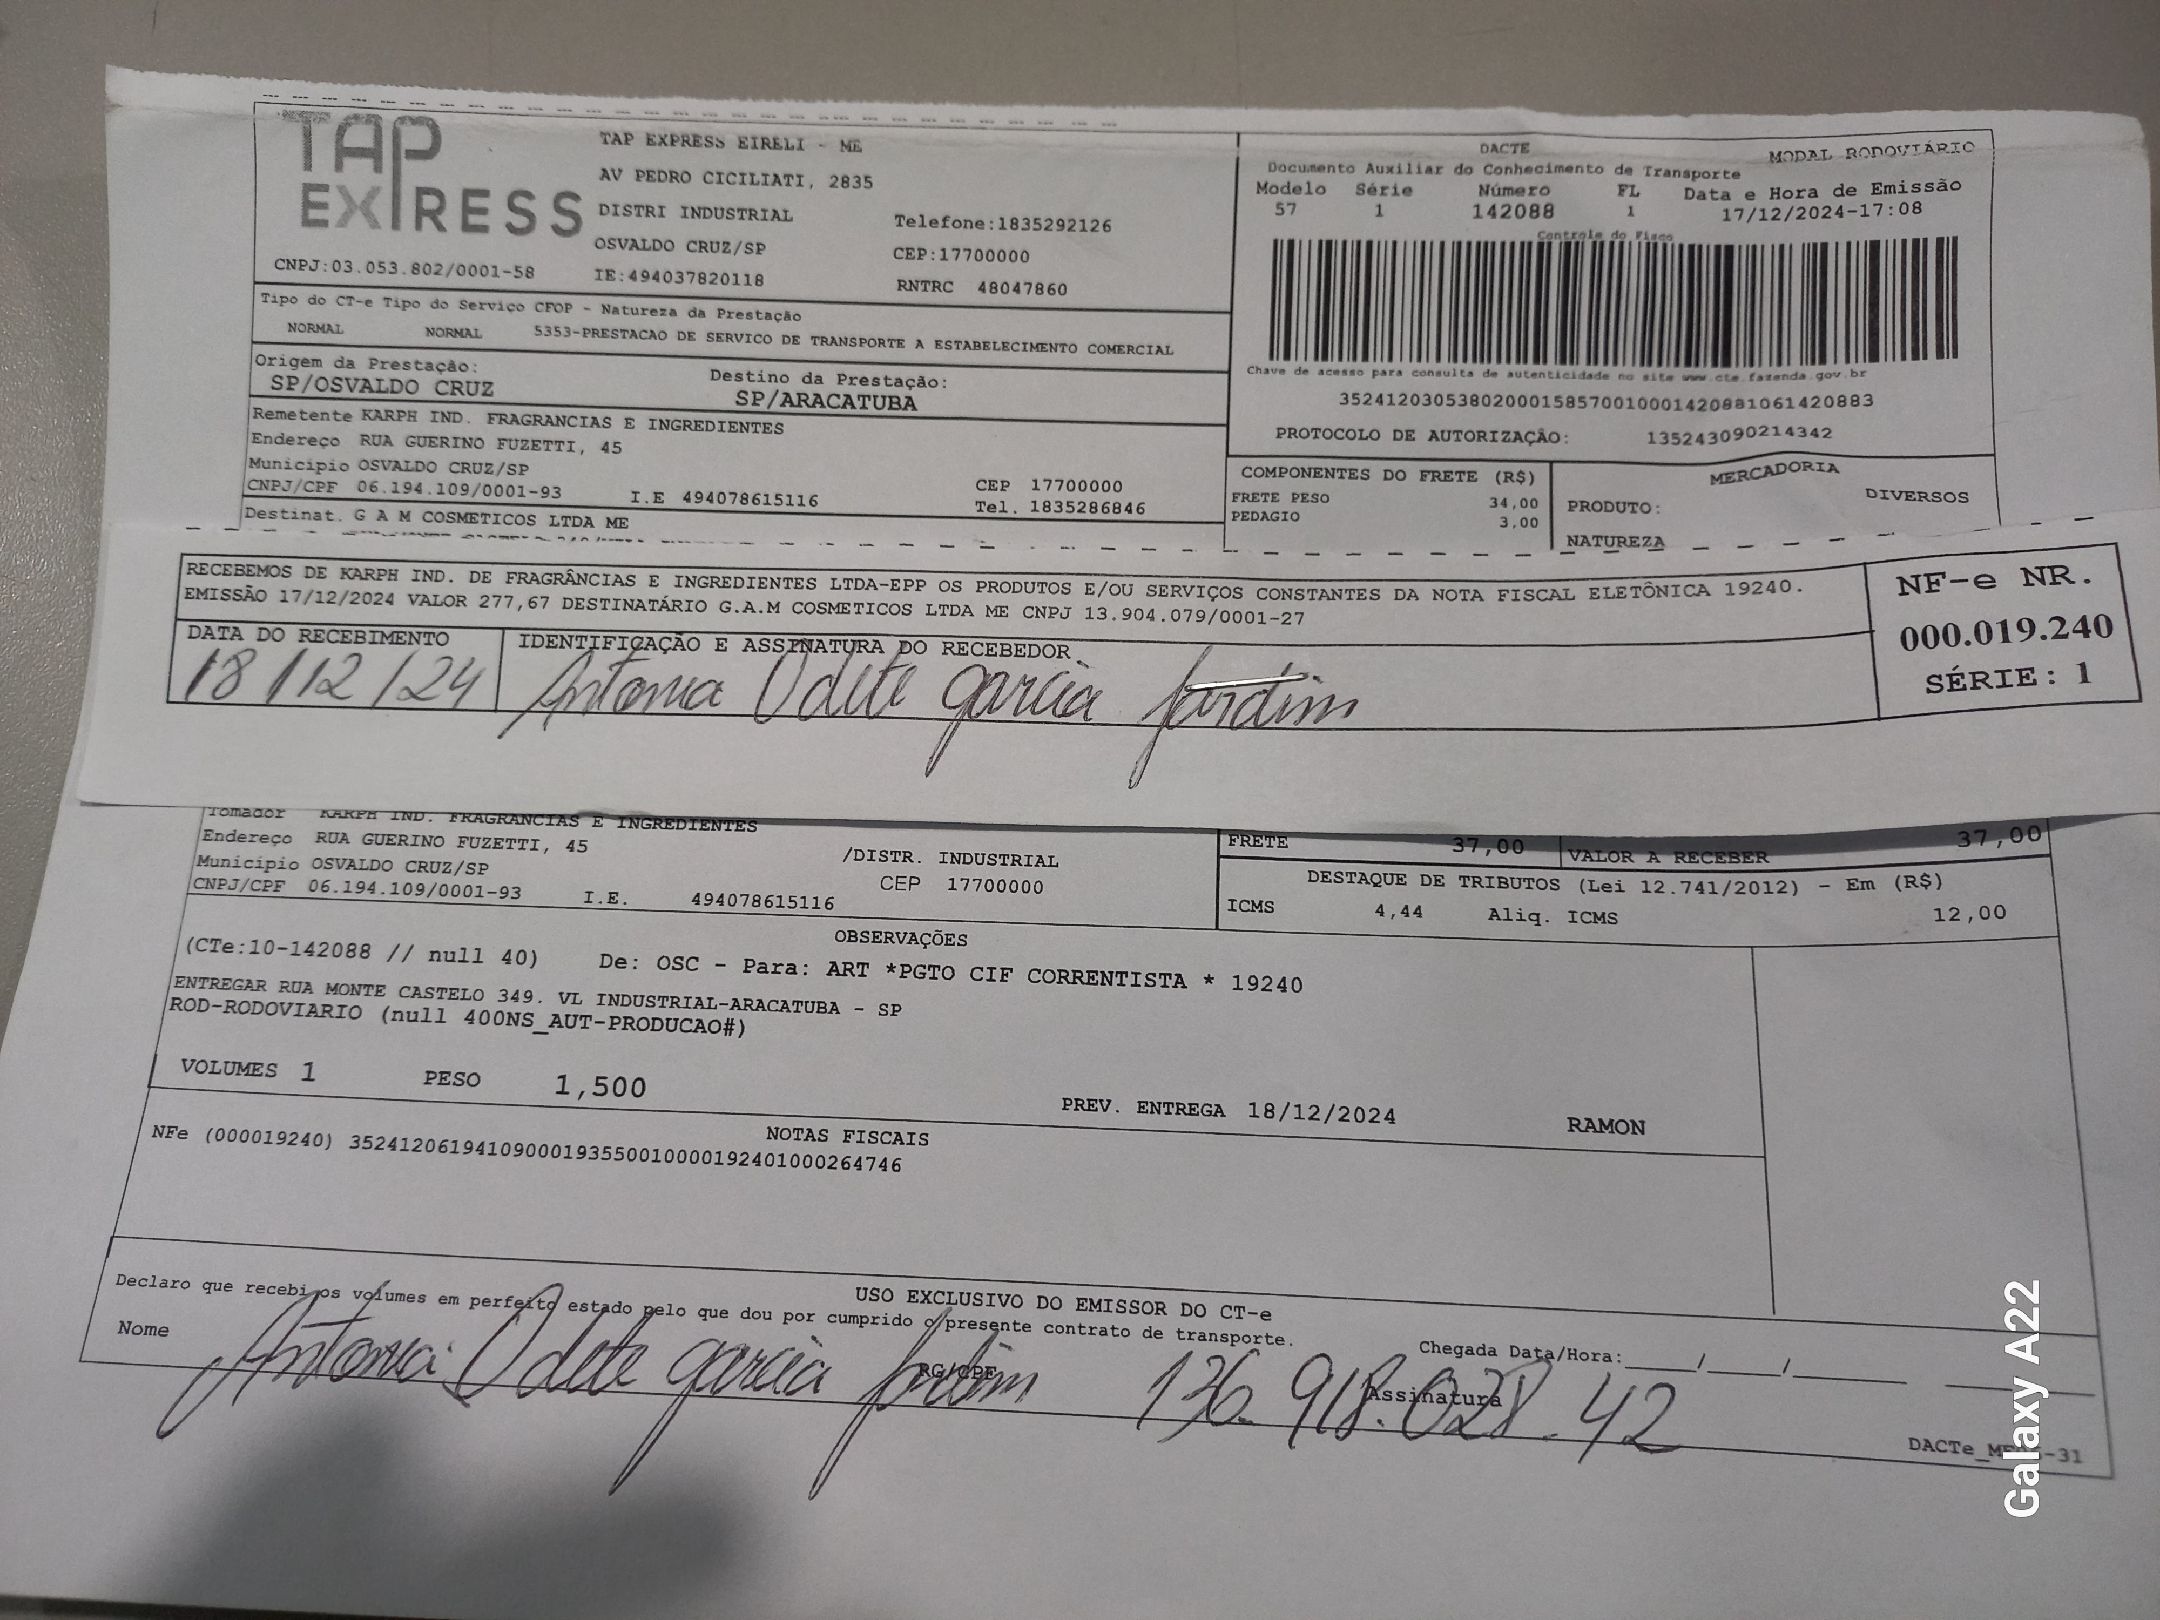 TAP
EXPRESS
TAP EXPRESS EIRELI - ME
AV PEDRO CICILIATI, 2835
DISTRI INDUSTRIAL
Telefone:1835292126
OSVALDO CRUZ/SP
CEP:17700000
CNPJ:03.053.802/0001-58
IE:494037820118
RNTRC 48047860
DACTE
MODAL RODOVIÁRIO
Documento Auxiliar do Conhecimento de Transporte
Modelo Série Número FL Data e Hora de Emissão
57 1 142088 1 17/12/2024-17:08
Controle do Fisco
Tipo do CT-e Tipo do Serviço CFOP - Natureza da Prestação
NORMAL NORMAL 5353-PRESTACAO DE SERVICO DE TRANSPORTE A ESTABELECIMENTO COMERCIAL
Origem da Prestação: Destino da Prestação:
SP/OSVALDO CRUZ SP/ARACATUBA
Chave de acesso para consulta de autenticidade no site www.cte.fazenda.gov.br
35241203053802000158570010001420881061420883
PROTOCOLO DE AUTORIZAÇÃO: 135243090214342
Remetente KARPH IND. FRAGRANCIAS E INGREDIENTES
Endereço RUA GUERINO FUZETTI, 45
Municipio OSVALDO CRUZ/SP
CEP 17700000
CNPJ/CPF 06.194.109/0001-93 I.E 494078615116 Tel. 1835286846
Destinat. G A M COSMETICOS LTDA ME
COMPONENTES DO FRETE (R$)
FRETE PESO 34,00
PEDAGIO 3,00
MERCADORIA
PRODUTO: DIVERSOS
NATUREZA
RECEBEMOS DE KARPH IND. DE FRAGRÂNCIAS E INGREDIENTES LTDA-EPP OS PRODUTOS E/OU SERVIÇOS CONSTANTES DA NOTA FISCAL ELETÔNICA 19240.
EMISSÃO 17/12/2024 VALOR 277,67 DESTINATÁRIO G.A.M COSMETICOS LTDA ME CNPJ 13.904.079/0001-27
DATA DO RECEBIMENTO
18/12/24
IDENTIFICAÇÃO E ASSINATURA DO RECEBEDOR
Antonia Odete garcia Jardim
NF-e NR.
000.019.240
SÉRIE: 1
Tomador KARPH IND. FRAGRANCIAS E INGREDIENTES
Endereço RUA GUERINO FUZETTI, 45
/DISTR. INDUSTRIAL
Municipio OSVALDO CRUZ/SP
CEP 17700000
CNPJ/CPF 06.194.109/0001-93 I.E. 494078615116
FRETE 37,00 VALOR A RECEBER 37,00
DESTAQUE DE TRIBUTOS (Lei 12.741/2012) - Em (R$)
ICMS 4,44 Aliq. ICMS 12,00
OBSERVAÇÕES
(CTe:10-142088 // null 40) De: OSC - Para: ART *PGTO CIF CORRENTISTA * 19240
ENTREGAR RUA MONTE CASTELO 349. VL INDUSTRIAL-ARACATUBA - SP
ROD-RODOVIARIO (null 400NS_AUT-PRODUCAO#)
VOLUMES 1 PESO 1,500
PREV. ENTREGA 18/12/2024 RAMON
NOTAS FISCAIS
NFe (000019240) 35241206194109000193550010000192401000264746
USO EXCLUSIVO DO EMISSOR DO CT-e
Declaro que recebi os volumes em perfeito estado pelo que dou por cumprido o presente contrato de transporte.
Nome
Antonia Odete garcia Jardim
RG/CPF
136.918.028.42
Chegada Data/Hora:_____/_____/_____
Assinatura
Galaxy A22